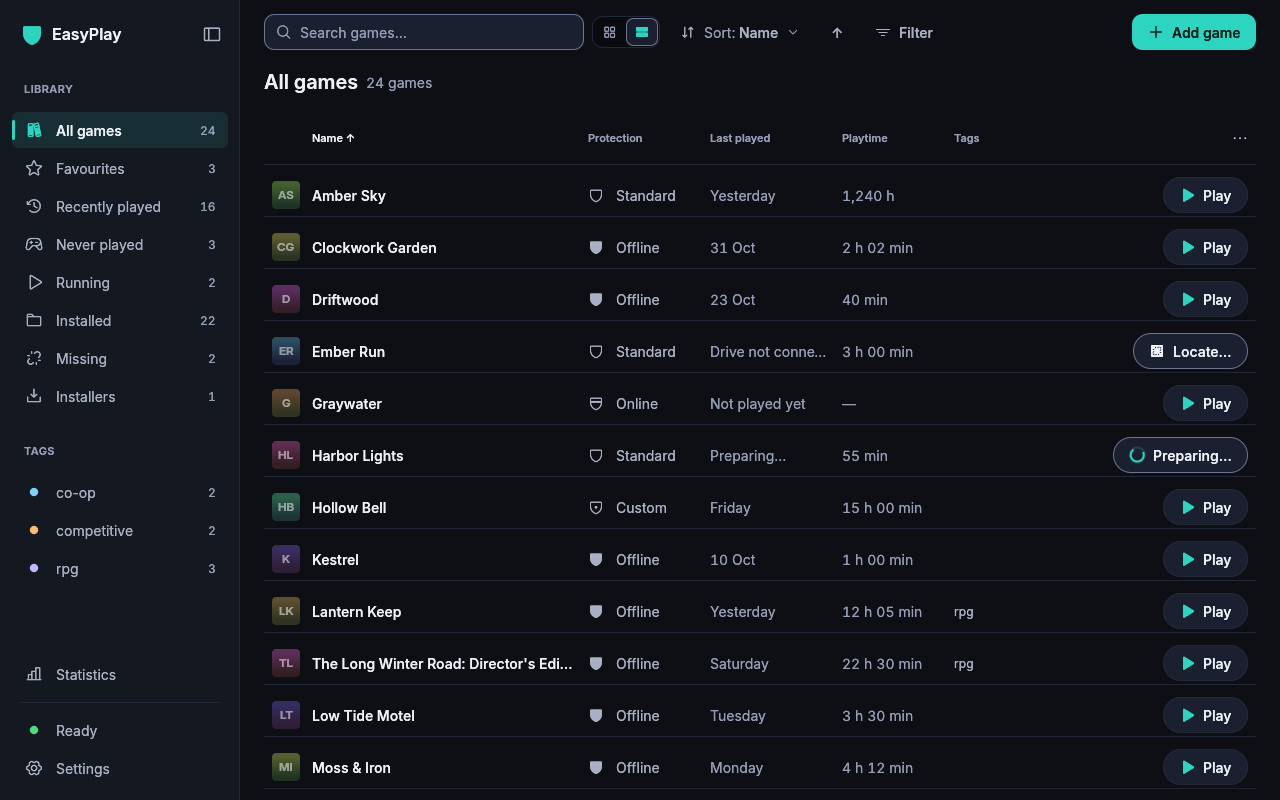 EasyPlay
LIBRARY
All games 24
Favourites 3
Recently played 16
Never played 3
Running 2
Installed 22
Missing 2
Installers 1
TAGS
co-op 2
competitive 2
rpg 3
Statistics
Ready
Settings
Search games...
Sort: Name
Filter
+ Add game
All games 24 games
Name ↑ Protection Last played Playtime Tags ...
AS Amber Sky Standard Yesterday 1,240 h Play
CG Clockwork Garden Offline 31 Oct 2 h 02 min Play
D Driftwood Offline 23 Oct 40 min Play
ER Ember Run Standard Drive not conne... 3 h 00 min Locate...
G Graywater Online Not played yet — Play
HL Harbor Lights Standard Preparing... 55 min Preparing...
HB Hollow Bell Custom Friday 15 h 00 min Play
K Kestrel Offline 10 Oct 1 h 00 min Play
LK Lantern Keep Offline Yesterday 12 h 05 min rpg Play
TL The Long Winter Road: Director's Edi... Offline Saturday 22 h 30 min rpg Play
LT Low Tide Motel Offline Tuesday 3 h 30 min Play
MI Moss & Iron Offline Monday 4 h 12 min Play